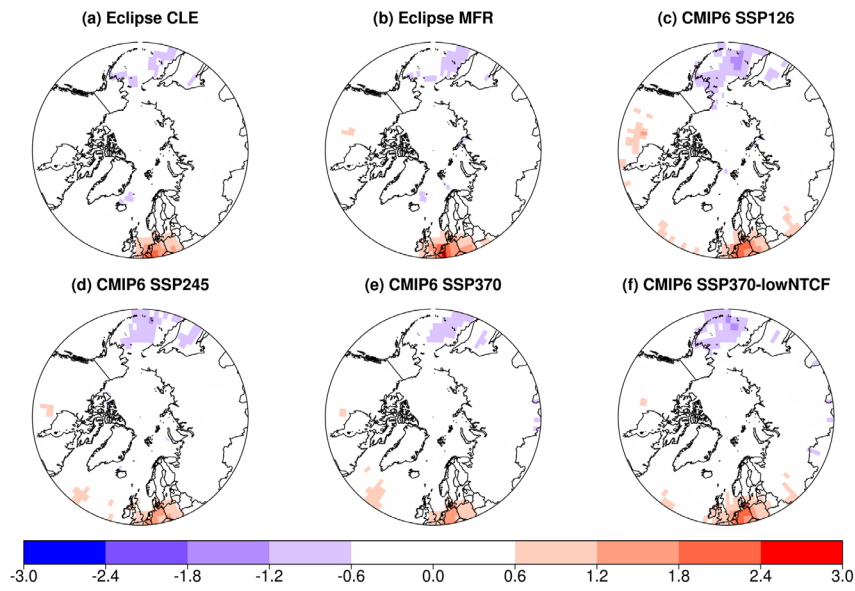 (a) Eclipse CLE
(b) Eclipse MFR
(c) CMIP6 SSP126
(d) CMIP6 SSP245
(e) CMIP6 SSP370
(f) CMIP6 SSP370-lowNTCF
-3.0 -2.4 -1.8 -1.2 -0.6 0.0 0.6 1.2 1.8 2.4 3.0